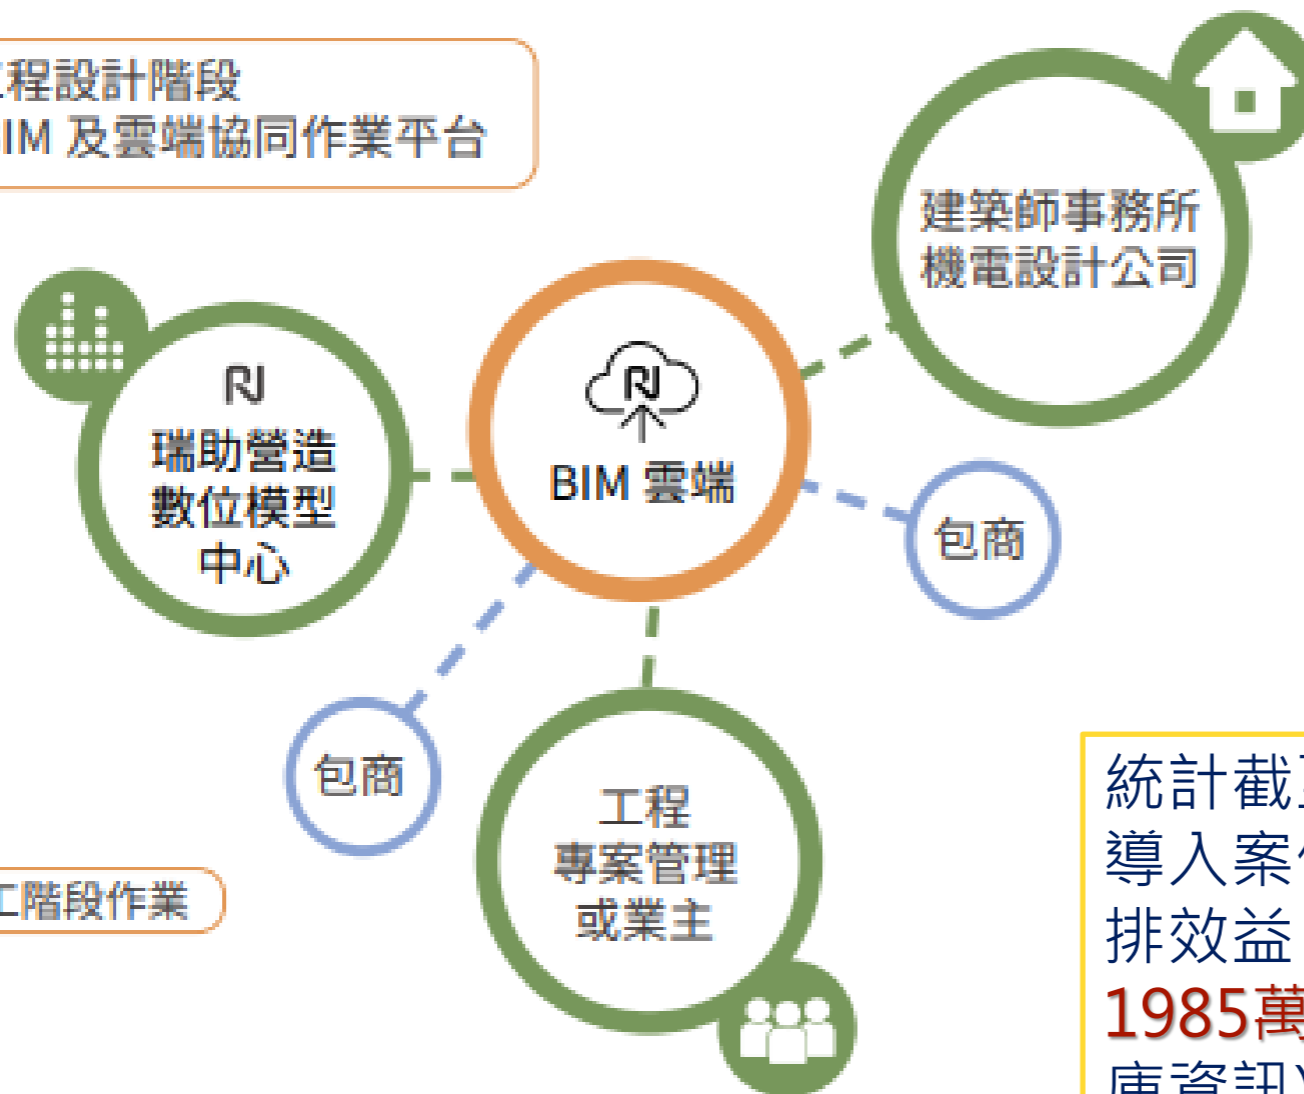 程設計階段
IM 及雲端協同作業平台
建築師事務所
機電設計公司
瑞助營造
數位模型
中心
BIM 雲端
包商
包商
工程
專案管理
或業主
階段作業
統計截
導入案
排效益
1985萬
庫資訊